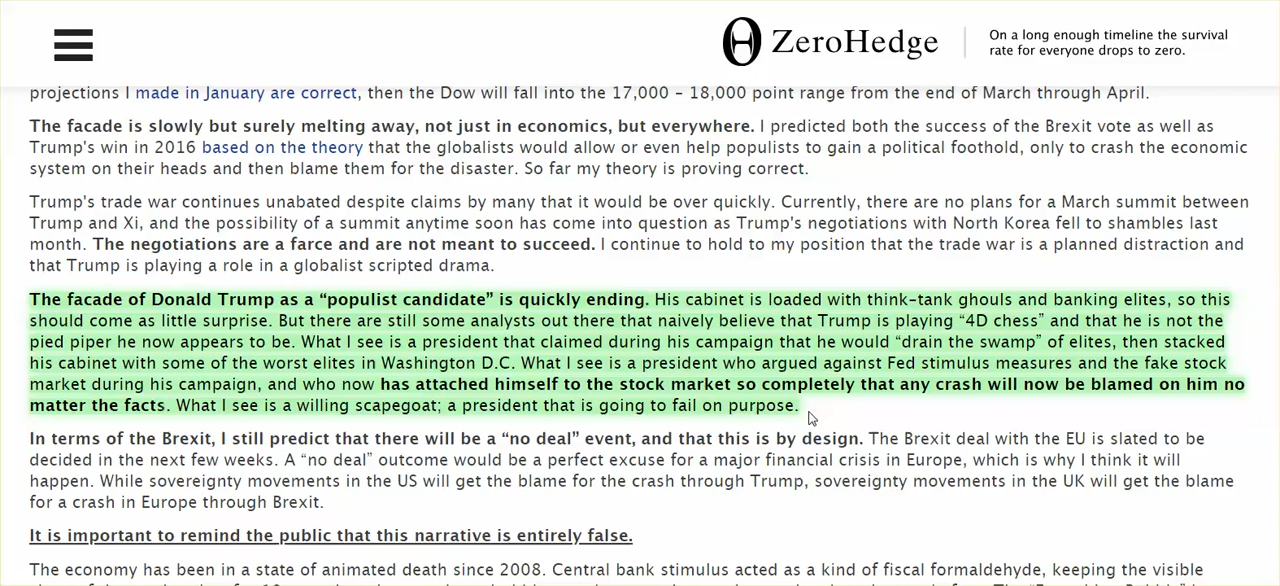 ZeroHedge
On a long enough timeline the survival
rate for everyone drops to zero.
projections I made in January are correct, then the Dow will fall into the 17,000 – 18,000 point range from the end of March through April.
The facade is slowly but surely melting away, not just in economics, but everywhere. I predicted both the success of the Brexit vote as well as
Trump's win in 2016 based on the theory that the globalists would allow or even help populists to gain a political foothold, only to crash the economic
system on their heads and then blame them for the disaster. So far my theory is proving correct.
Trump's trade war continues unabated despite claims by many that it would be over quickly. Currently, there are no plans for a March summit between
Trump and Xi, and the possibility of a summit anytime soon has come into question as Trump's negotiations with North Korea fell to shambles last
month. The negotiations are a farce and are not meant to succeed. I continue to hold to my position that the trade war is a planned distraction and
that Trump is playing a role in a globalist scripted drama.
The facade of Donald Trump as a “populist candidate” is quickly ending. His cabinet is loaded with think-tank ghouls and banking elites, so this
should come as little surprise. But there are still some analysts out there that naively believe that Trump is playing “4D chess” and that he is not the
pied piper he now appears to be. What I see is a president that claimed during his campaign that he would “drain the swamp” of elites, then stacked
his cabinet with some of the worst elites in Washington D.C. What I see is a president who argued against Fed stimulus measures and the fake stock
market during his campaign, and who now has attached himself to the stock market so completely that any crash will now be blamed on him no
matter the facts. What I see is a willing scapegoat; a president that is going to fail on purpose.
In terms of the Brexit, I still predict that there will be a “no deal” event, and that this is by design. The Brexit deal with the EU is slated to be
decided in the next few weeks. A “no deal” outcome would be a perfect excuse for a major financial crisis in Europe, which is why I think it will
happen. While sovereignty movements in the US will get the blame for the crash through Trump, sovereignty movements in the UK will get the blame
for a crash in Europe through Brexit.
It is important to remind the public that this narrative is entirely false.
The economy has been in a state of animated death since 2008. Central bank stimulus acted as a kind of fiscal formaldehyde, keeping the visible